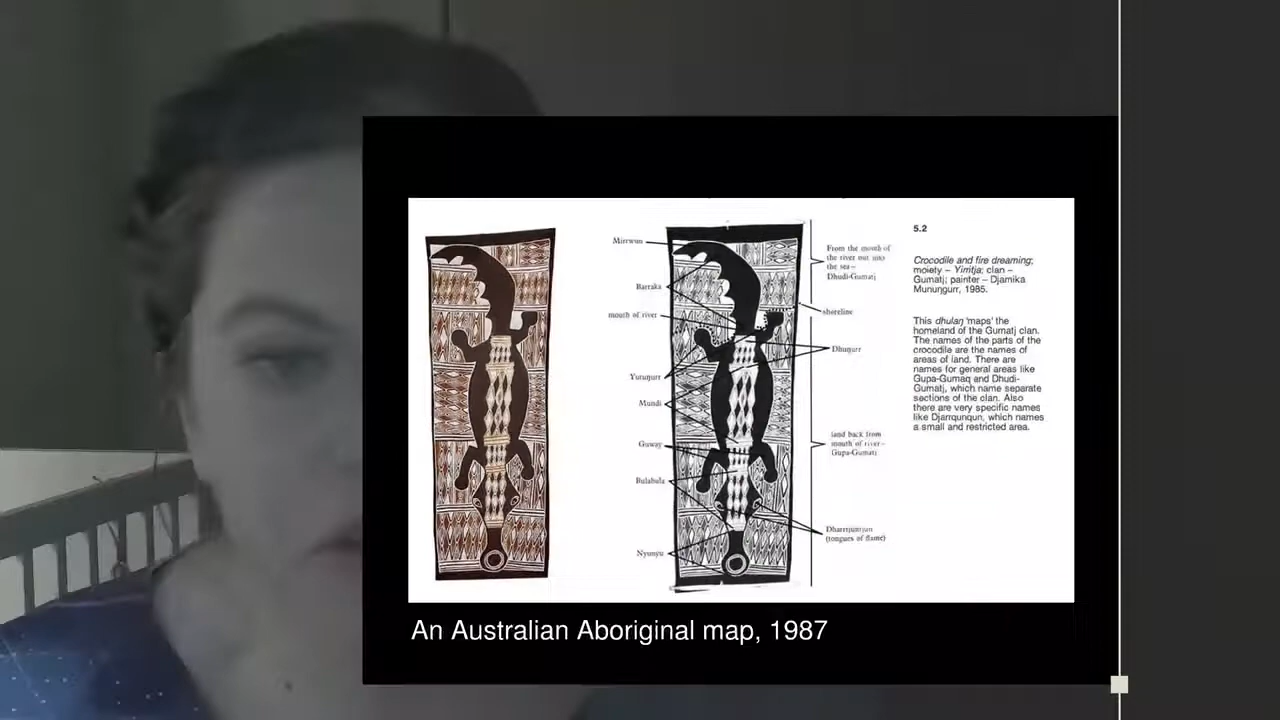 Mirrwun
Barraka
mouth of river
Yurunurr
Mundi
Guway
Bulabula
Nyunyu
From the mouth of
the river out into
the sea –
Dhudi-Gumatj
shoreline
Dhuŋurr
land back from
mouth of river –
Gupa-Gumatj
(tongues of flame)
5.2
Crocodile and fire dreaming;
moiety – Yirritja; clan –
Gumatj; painter – Djamika
Munuŋgurr, 1985.
This dhulaŋ 'maps' the
homeland of the Gumatj clan.
The names of the parts of the
crocodile are the names of
areas of land. There are
names for general areas like
Gupa-Gumaq and Dhudi-
Gumatj, which name separate
sections of the clan. Also
there are very specific names
like Djarrqunqun, which names
a small and restricted area.
An Australian Aboriginal map, 1987